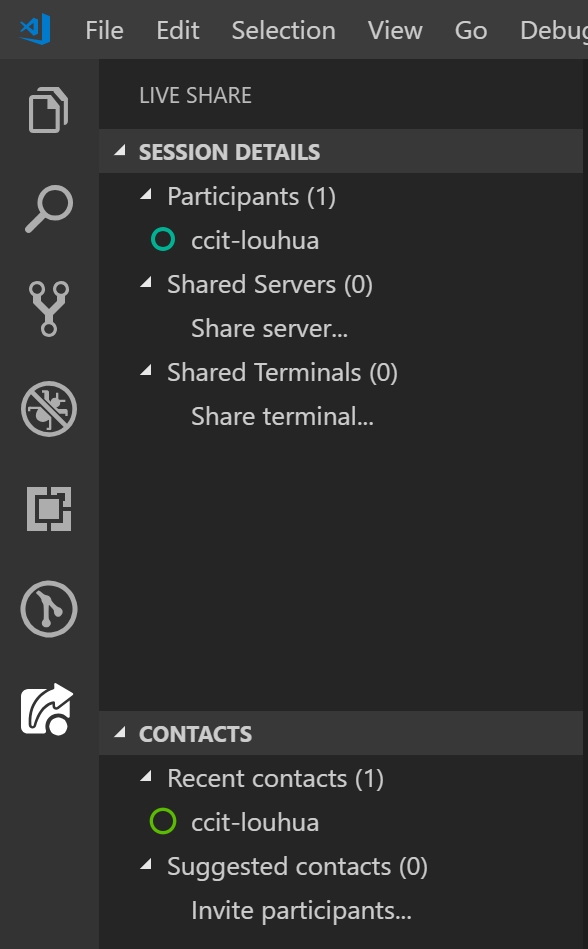 File Edit Selection View Go
LIVE SHARE
SESSION DETAILS
Participants (1)
ccit-louhua
Shared Servers (0)
Share server...
Shared Terminals (0)
Share terminal...
CONTACTS
Recent contacts (1)
ccit-louhua
Suggested contacts (0)
Invite participants...